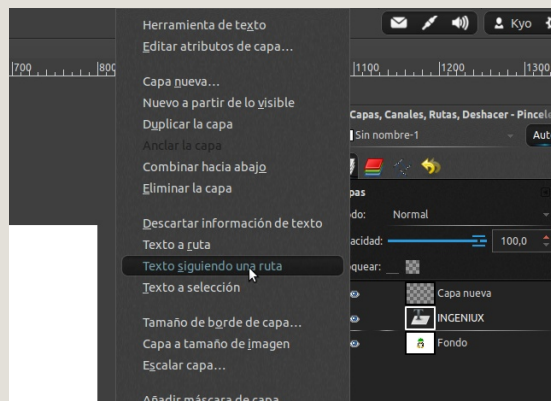 Herramienta de texto
Editar atributos de capa...
Kyo
700
800
1100
1200
1300
Capa nueva...
Nuevo a partir de lo visible
Duplicar la capa
Anclar la capa
Combinar hacia abajo
Eliminar la capa
Capas, Canales, Rutas, Deshacer - Pincel
Sin nombre-1
Aut
pas
do: Normal
Descartar información de texto
Texto a ruta
Texto siguiendo una ruta
Texto a selección
acidad: 100,0
quear:
Capa nueva
INGENIUX
Fondo
Tamaño de borde de capa...
Capa a tamaño de imagen
Escalar capa...
Añadir máscara de capa